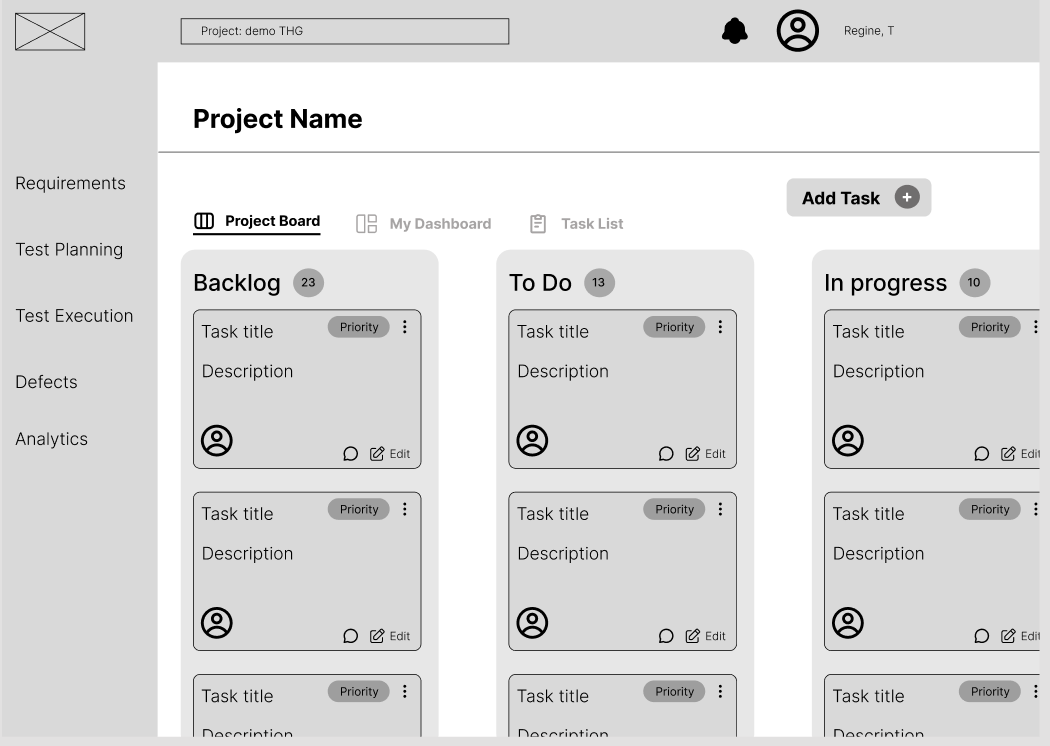 Project: demo THG
Regine, T
Project Name
Requirements
Test Planning
Test Execution
Defects
Analytics
Add Task
Project Board
My Dashboard
Task List
Backlog 23
Task title Priority
Description
Edit
Task title Priority
Description
Edit
Task title Priority
Description
To Do 13
Task title Priority
Description
Edit
Task title Priority
Description
Edit
Task title Priority
Description
In progress 10
Task title Priority
Description
Edit
Task title Priority
Description
Edit
Task title Priority
Description